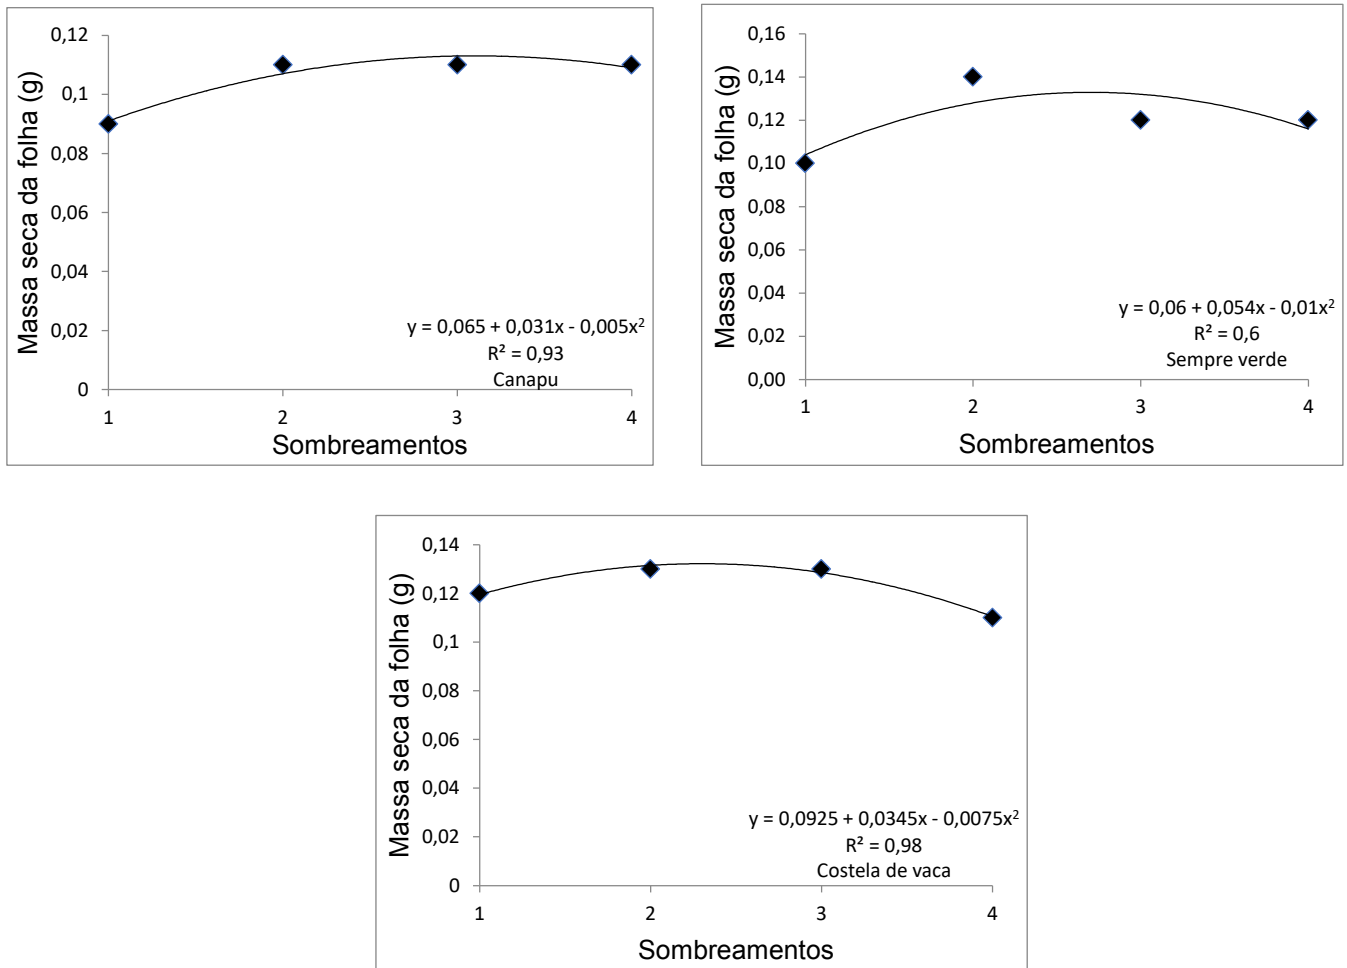 0,12
0,1
0,08
0,06
0,04
0,02
0
Massa seca da folha (g)
y = 0,065 + 0,031x - 0,005x²
R² = 0,93
Canapu
1 2 3 4
Sombreamentos
0,16
0,14
0,12
0,10
0,08
0,06
0,04
0,02
0,00
Massa seca da folha (g)
y = 0,06 + 0,054x - 0,01x²
R² = 0,6
Sempre verde
1 2 3 4
Sombreamentos
0,14
0,12
0,1
0,08
0,06
0,04
0,02
0
Massa seca da folha (g)
y = 0,0925 + 0,0345x - 0,0075x²
R² = 0,98
Costela de vaca
1 2 3 4
Sombreamentos